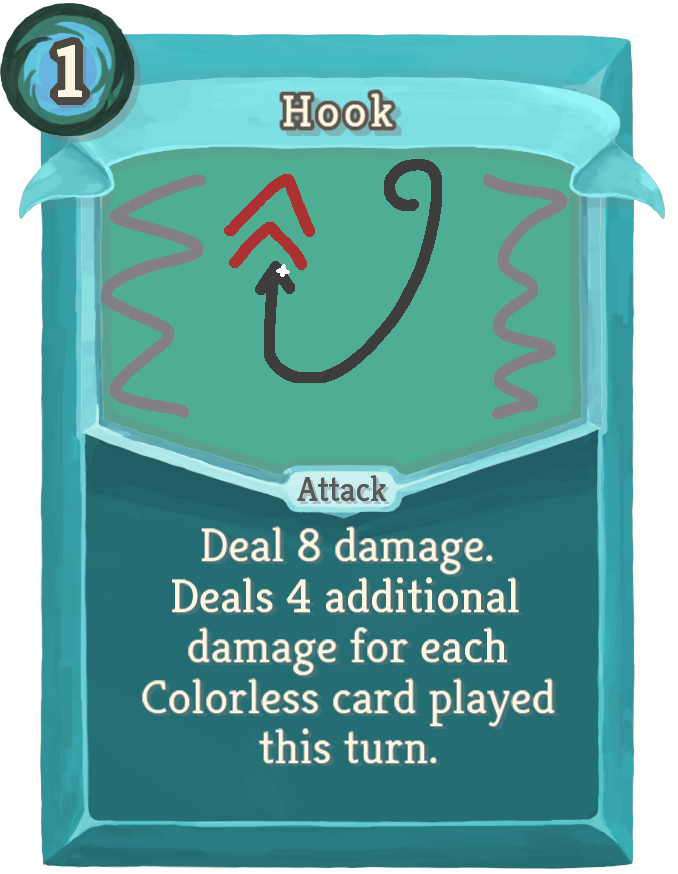 1
Hook
Attack
Deal 8 damage.
Deals 4 additional
damage for each
Colorless card played
this turn.